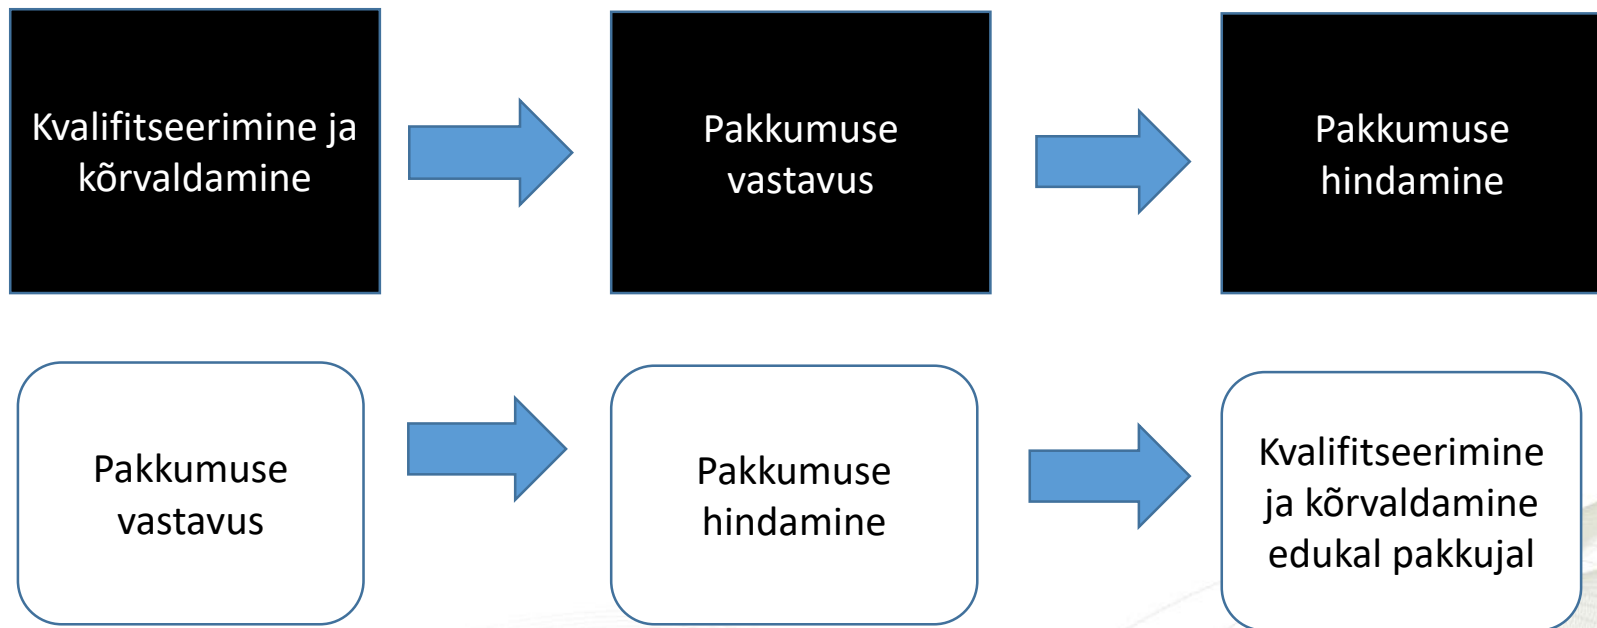 Kvalifitseerimine ja
kõrvaldamine
Pakkumuse
vastavus
Pakkumuse
hindamine
Pakkumuse
vastavus
Pakkumuse
hindamine
Kvalifitseerimine
ja kõrvaldamine
edukal pakkujal